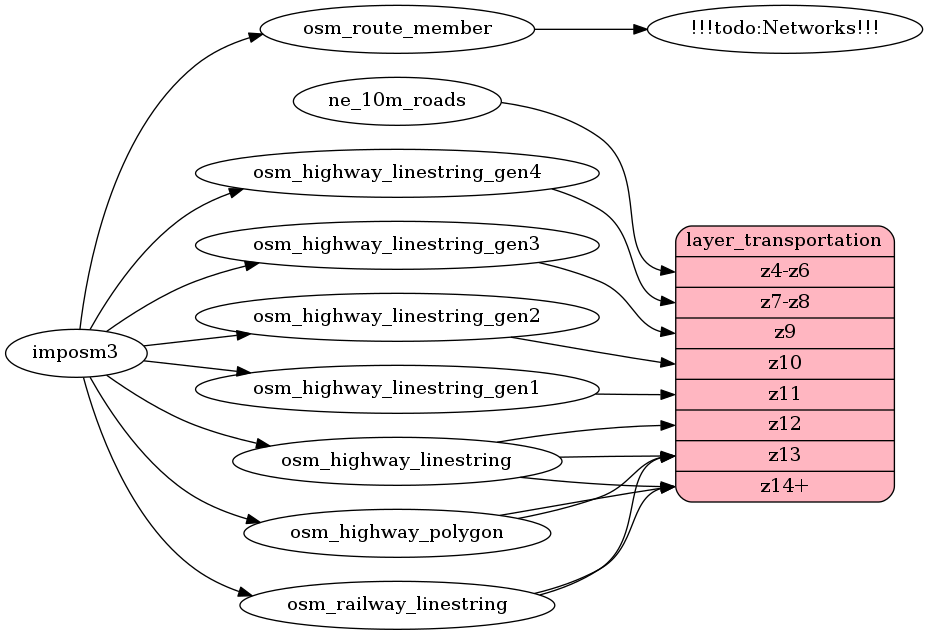 osm_route_member
!!!todo:Networks!!!
ne_10m_roads
osm_highway_linestring_gen4
osm_highway_linestring_gen3
osm_highway_linestring_gen2
imposm3
osm_highway_linestring_gen1
osm_highway_linestring
osm_highway_polygon
osm_railway_linestring
layer_transportation
z4-z6
z7-z8
z9
z10
z11
z12
z13
z14+